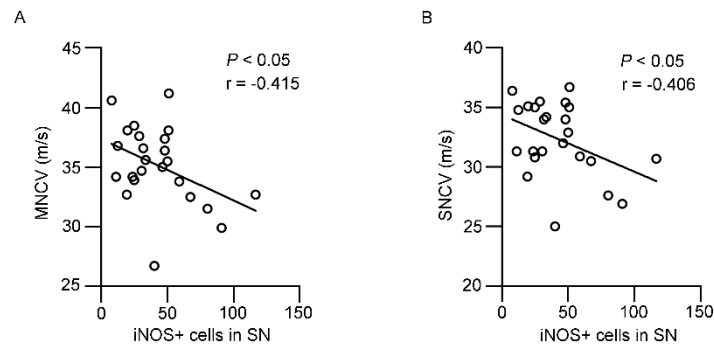 A
45
40
35
30
25
MNCV (m/s)
P < 0.05
r = -0.415
0 50 100 150
iNOS+ cells in SN
B
40
35
30
25
20
SNCV (m/s)
P < 0.05
r = -0.406
0 50 100 150
iNOS+ cells in SN